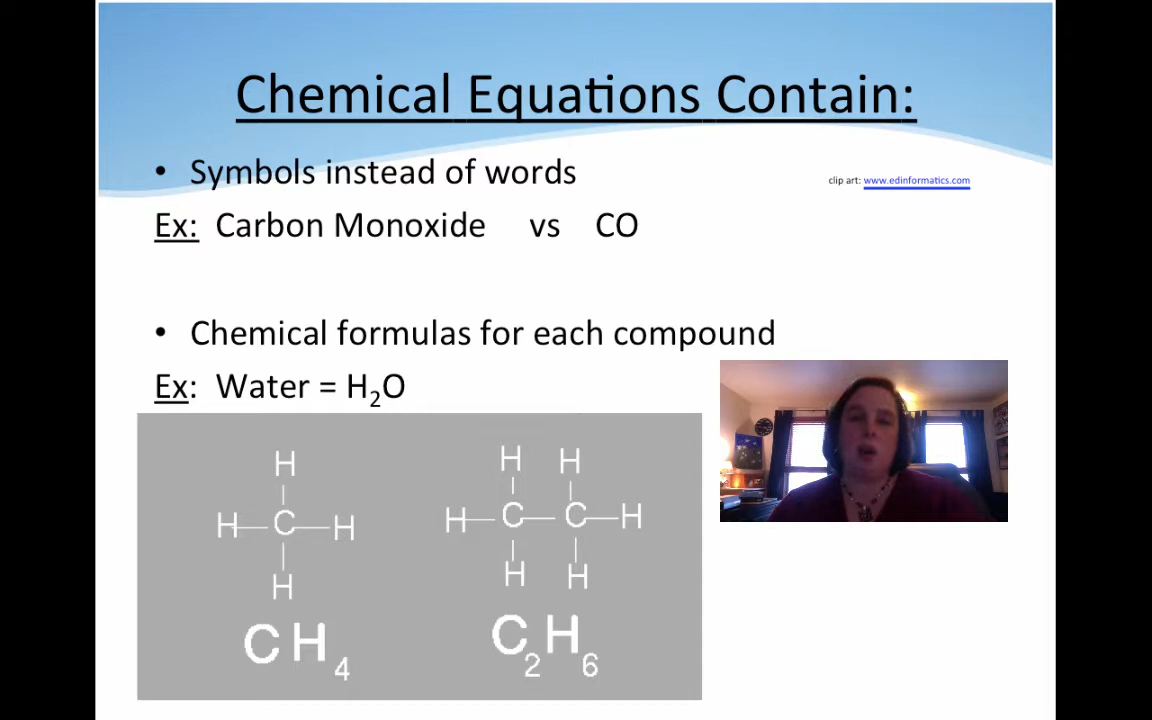 Chemical Equations Contain:
• Symbols instead of words
clip art: www.edinformatics.com
Ex: Carbon Monoxide vs CO
• Chemical formulas for each compound
Ex: Water = H₂O
H
H C H
H
CH₄
H H
H C C H
H H
C₂H₆